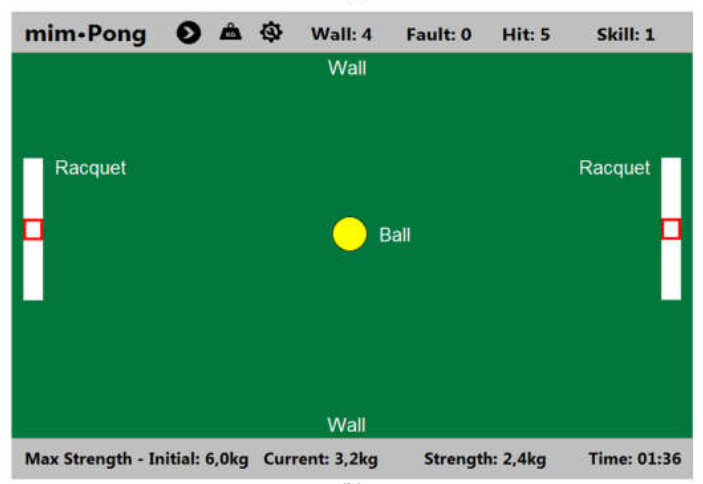 mim•Pong Wall: 4 Fault: 0 Hit: 5 Skill: 1
Wall
Racquet Racquet
Ball
Wall
Max Strength - Initial: 6,0kg Current: 3,2kg Strength: 2,4kg Time: 01:36